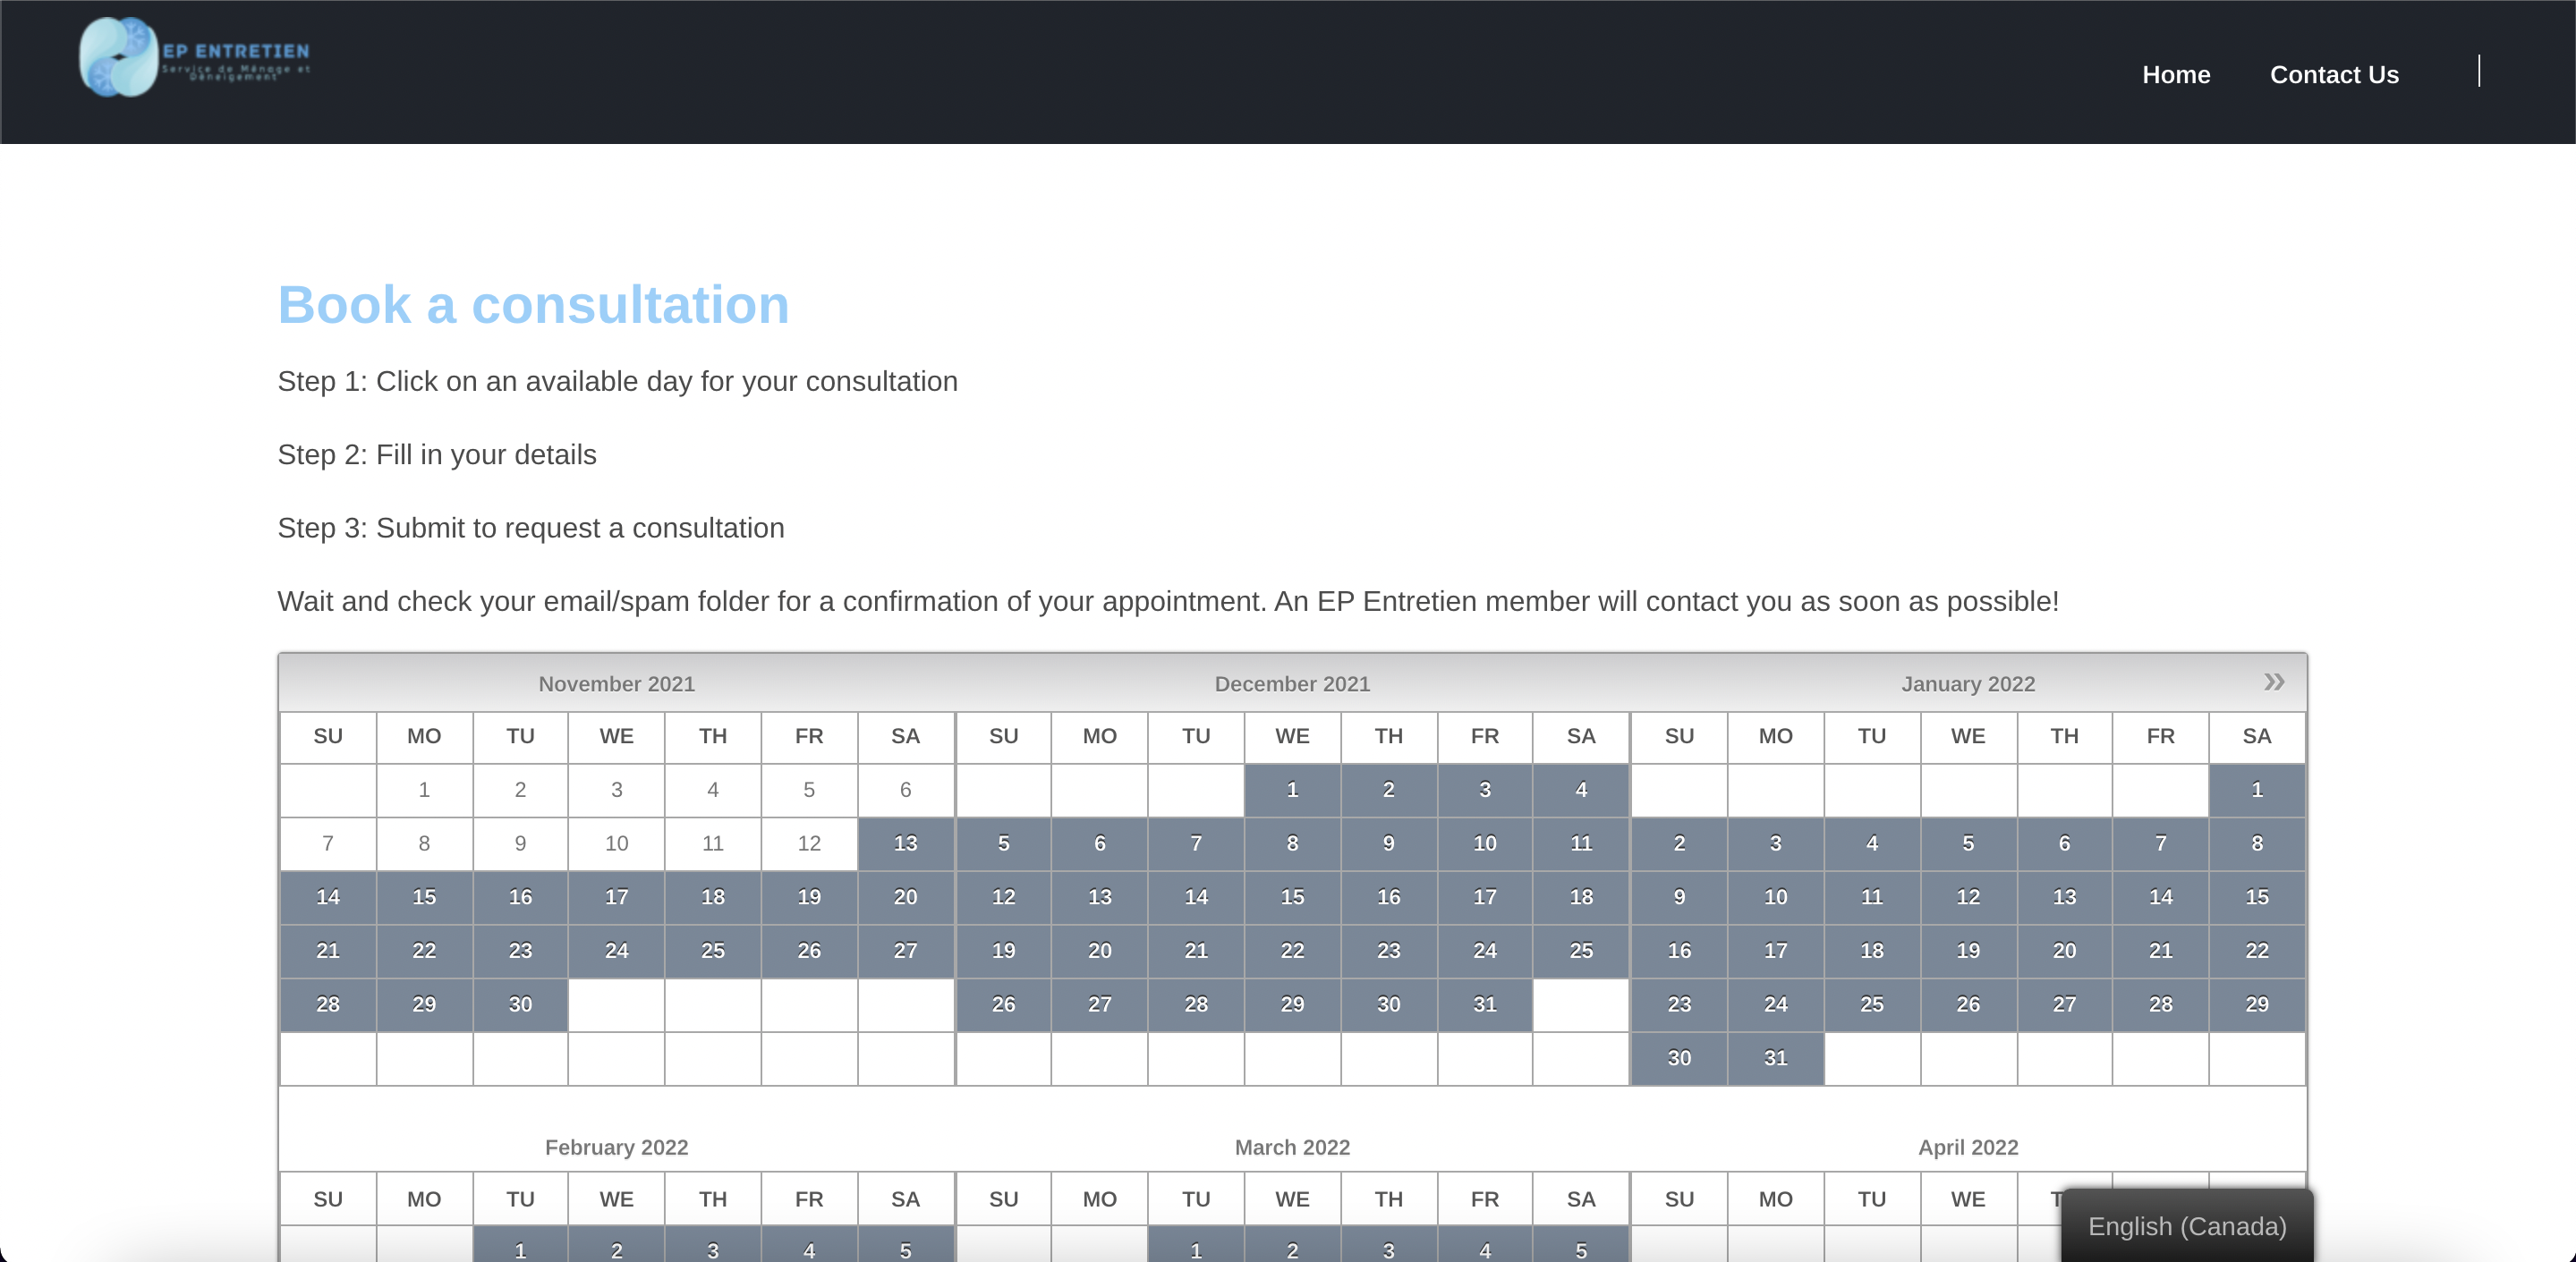 EP ENTRETIEN
Service de Ménage et
Déneigement
Home Contact Us
Book a consultation
Step 1: Click on an available day for your consultation
Step 2: Fill in your details
Step 3: Submit to request a consultation
Wait and check your email/spam folder for a confirmation of your appointment. An EP Entretien member will contact you as soon as possible!
November 2021 December 2021 January 2022 »
SU MO TU WE TH FR SA SU MO TU WE TH FR SA SU MO TU WE TH FR SA
1 2 3 4 5 6 1 2 3 4 1
7 8 9 10 11 12 13 5 6 7 8 9 10 11 2 3 4 5 6 7 8
14 15 16 17 18 19 20 12 13 14 15 16 17 18 9 10 11 12 13 14 15
21 22 23 24 25 26 27 19 20 21 22 23 24 25 16 17 18 19 20 21 22
28 29 30 26 27 28 29 30 31 23 24 25 26 27 28 29
30 31
February 2022 March 2022 April 2022
SU MO TU WE TH FR SA SU MO TU WE TH FR SA SU MO TU WE
English (Canada)
1 2 3 4 5 1 2 3 4 5